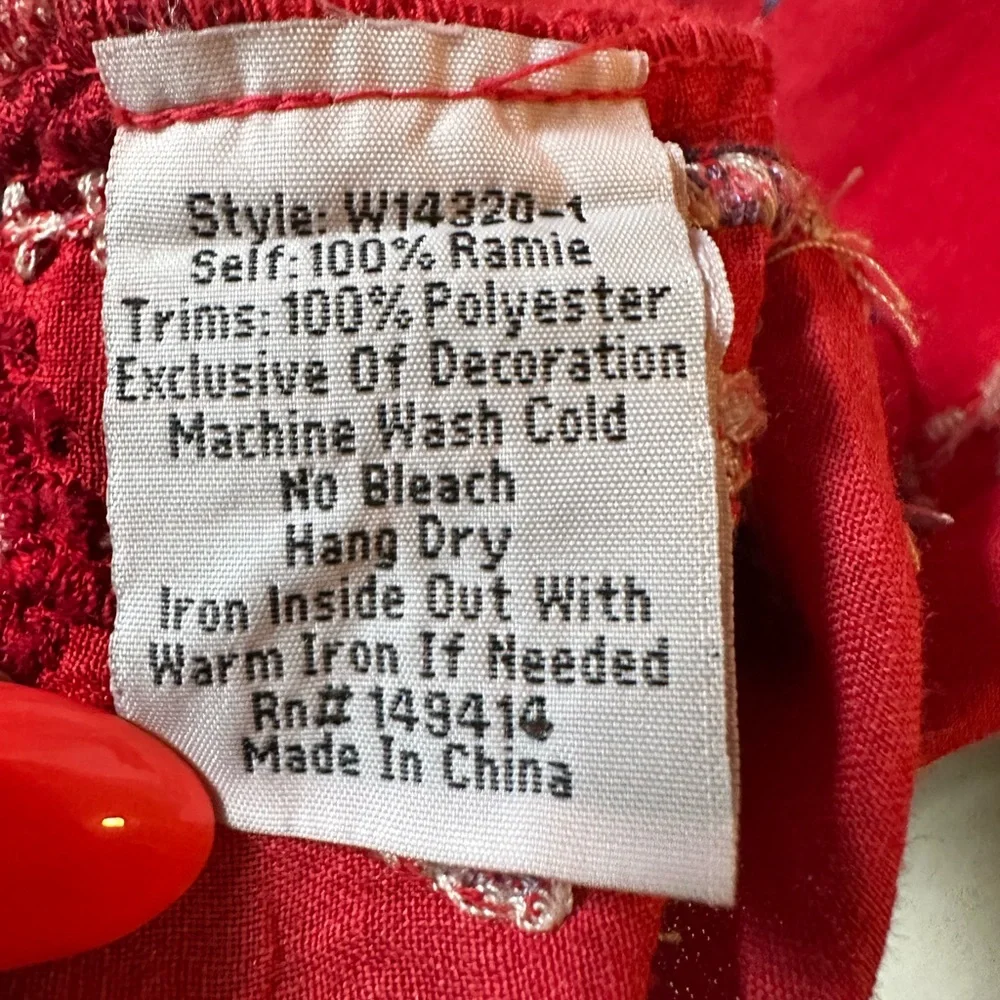 Style: W14320-1
Self: 100% Ramie
Trims: 100% Polyester
Exclusive Of Decoration
Machine Wash Cold
No Bleach
Hang Dry
Iron Inside Out With
Warm Iron If Needed
Rn# 149414
Made In China